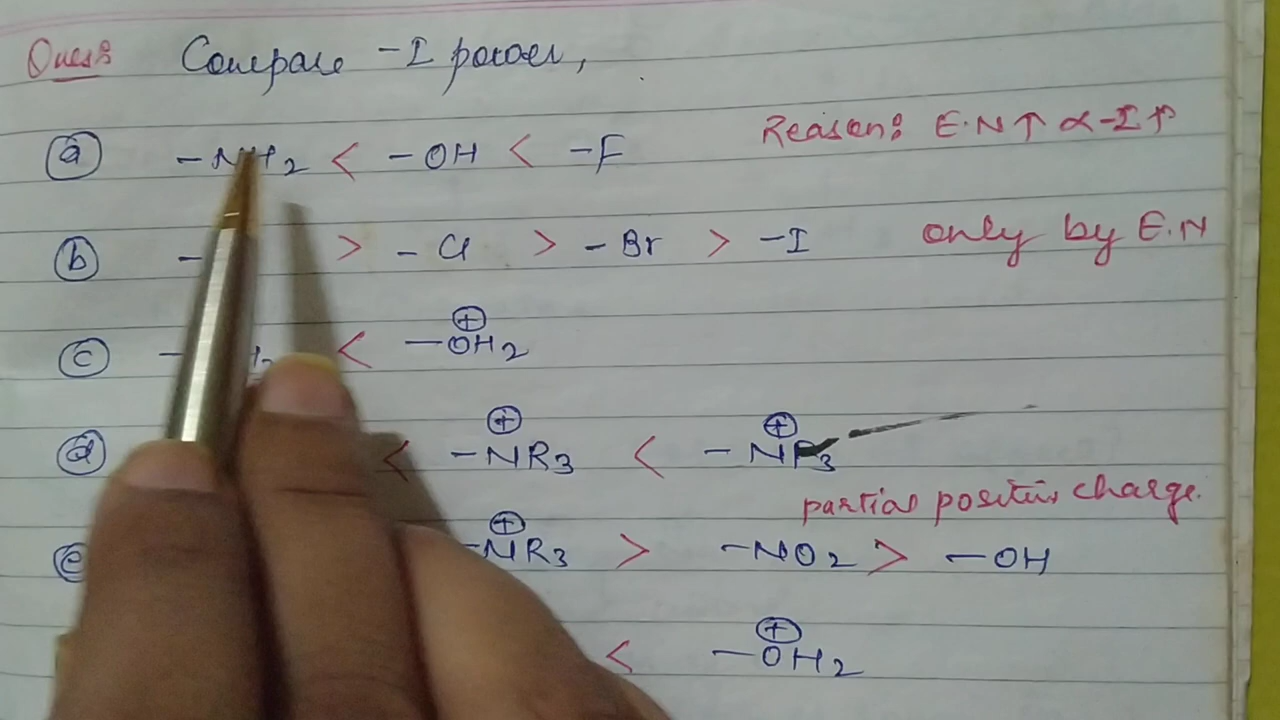 Ques:- Compare -I power,
(a) -NH2 < -OH < -F Reason: E.N↑ ∝ -I↑
(b) - > -Cl > -Br > -I only by E.N
(c) - H2 < -OH2 ⊕
(d) < -NR3 ⊕ < -NF3 ⊕
partial positive charge.
(e) -NR3 ⊕ > -NO2 > -OH
< -OH2 ⊕